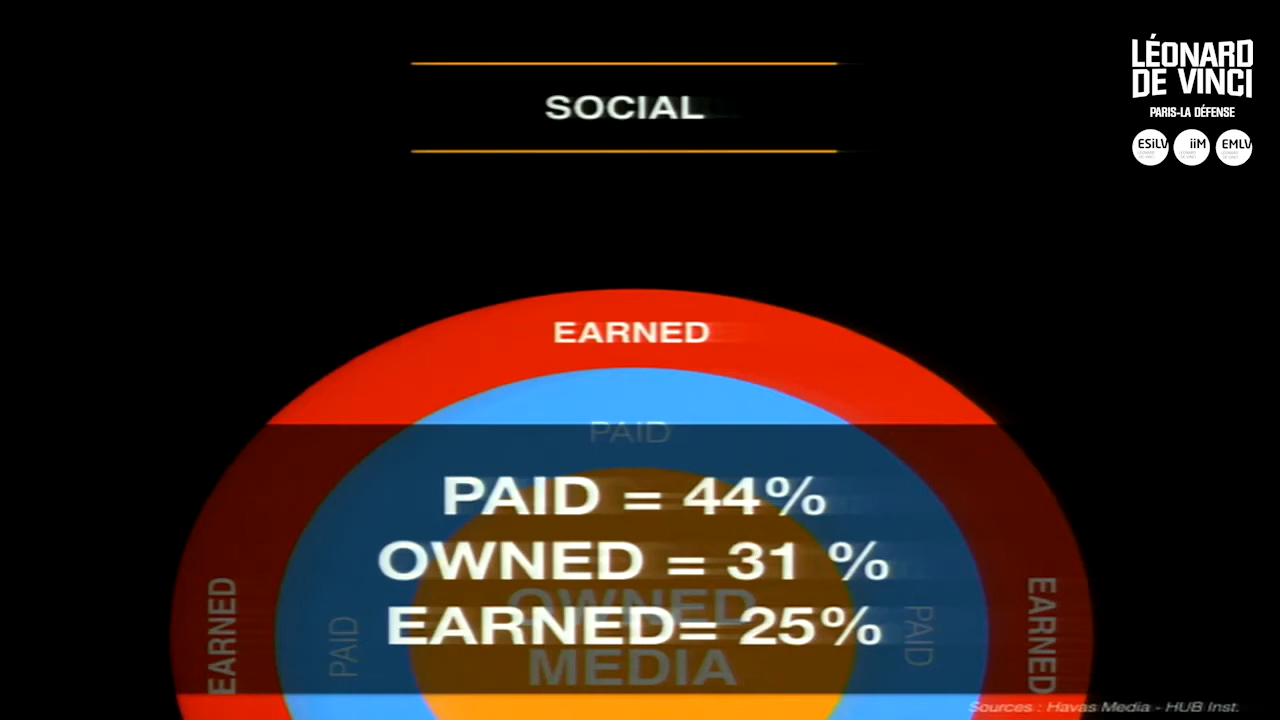 SOCIAL
LÉONARD
DE VINCI
PARIS-LA DÉFENSE
ESILV
iiM
EMLV
EARNED
PAID
PAID = 44%
OWNED = 31 %
EARNED= 25%
OWNED
MEDIA
EARNED
PAID
PAID
EARNED
Sources : Havas Media - HUB Inst.